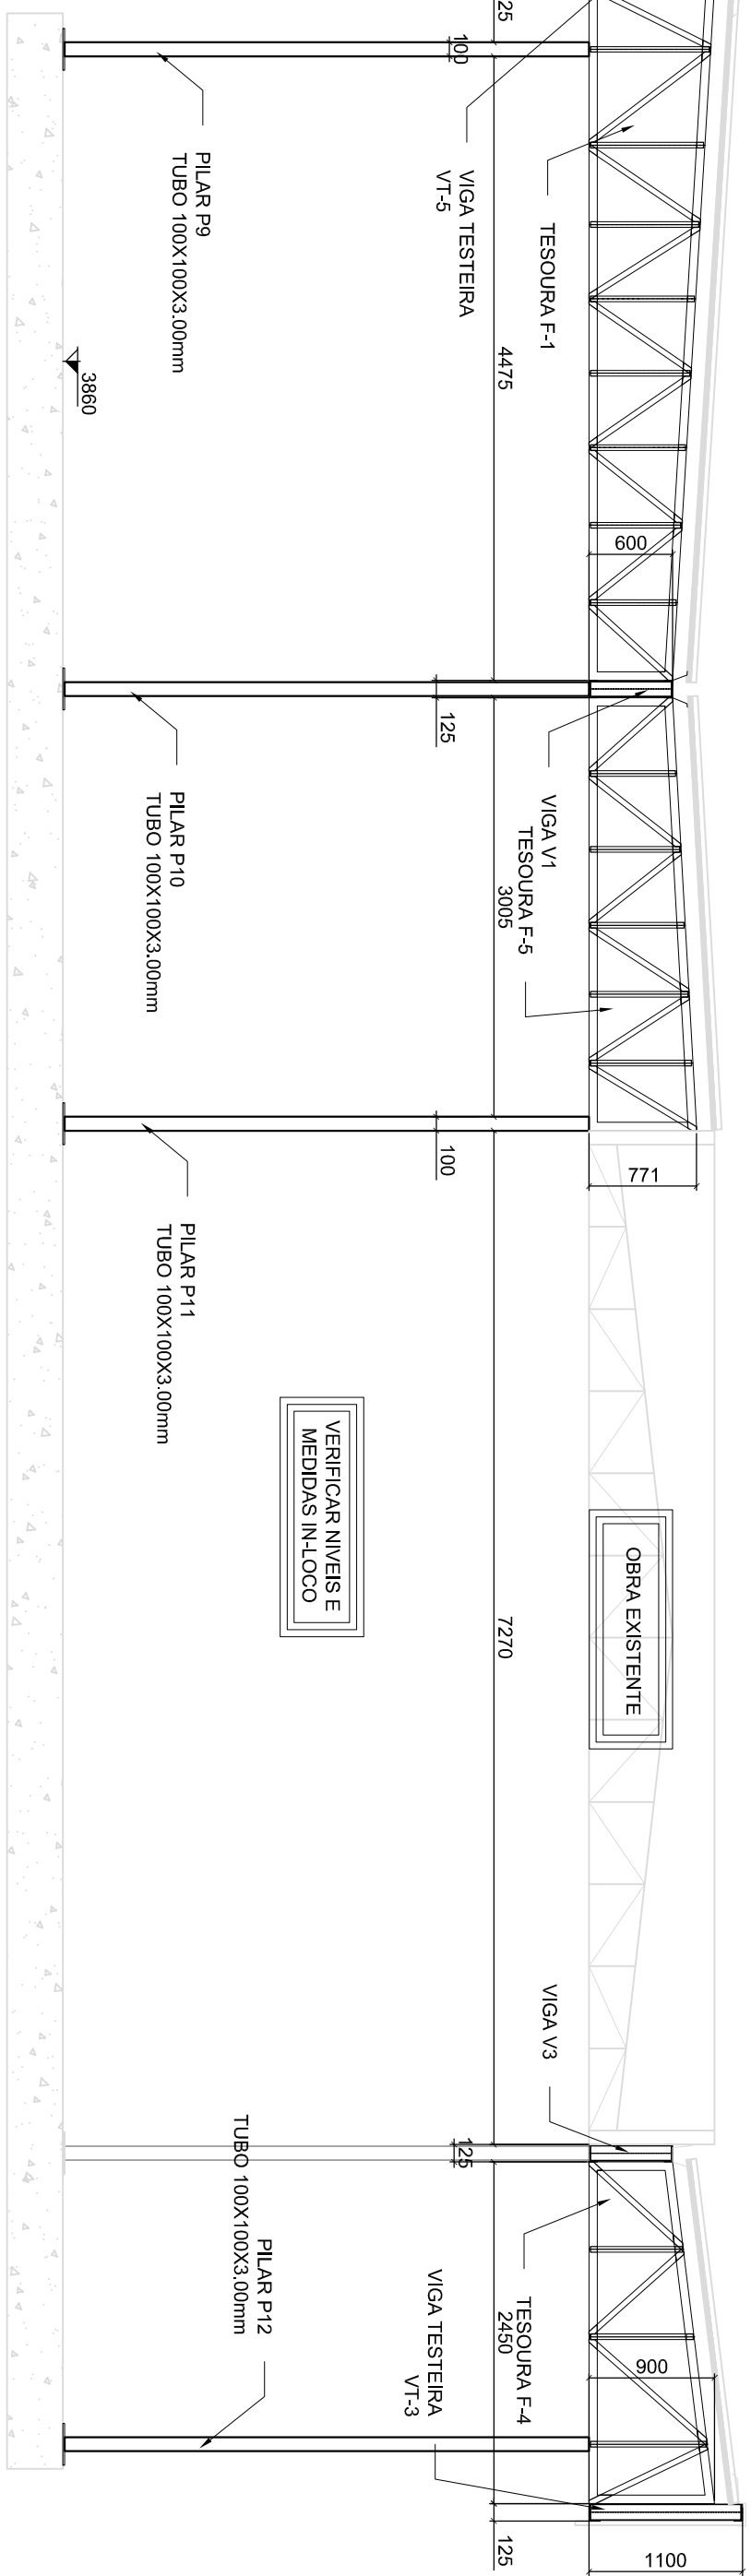 25
100
PILAR P9
TUBO 100X100X3.00mm
VIGA TESTEIRA
VT-5
TESOURA F-1
4475
3860
600
125
PILAR P10
TUBO 100X100X3.00mm
VIGA V1
TESOURA F-5
3005
100
771
PILAR P11
TUBO 100X100X3.00mm
VERIFICAR NIVEIS E
MEDIDAS IN-LOCO
OBRA EXISTENTE
7270
VIGA V3
125
PILAR P12
TUBO 100X100X3.00mm
VIGA TESTEIRA
VT-3
TESOURA F-4
2450
900
125
1100